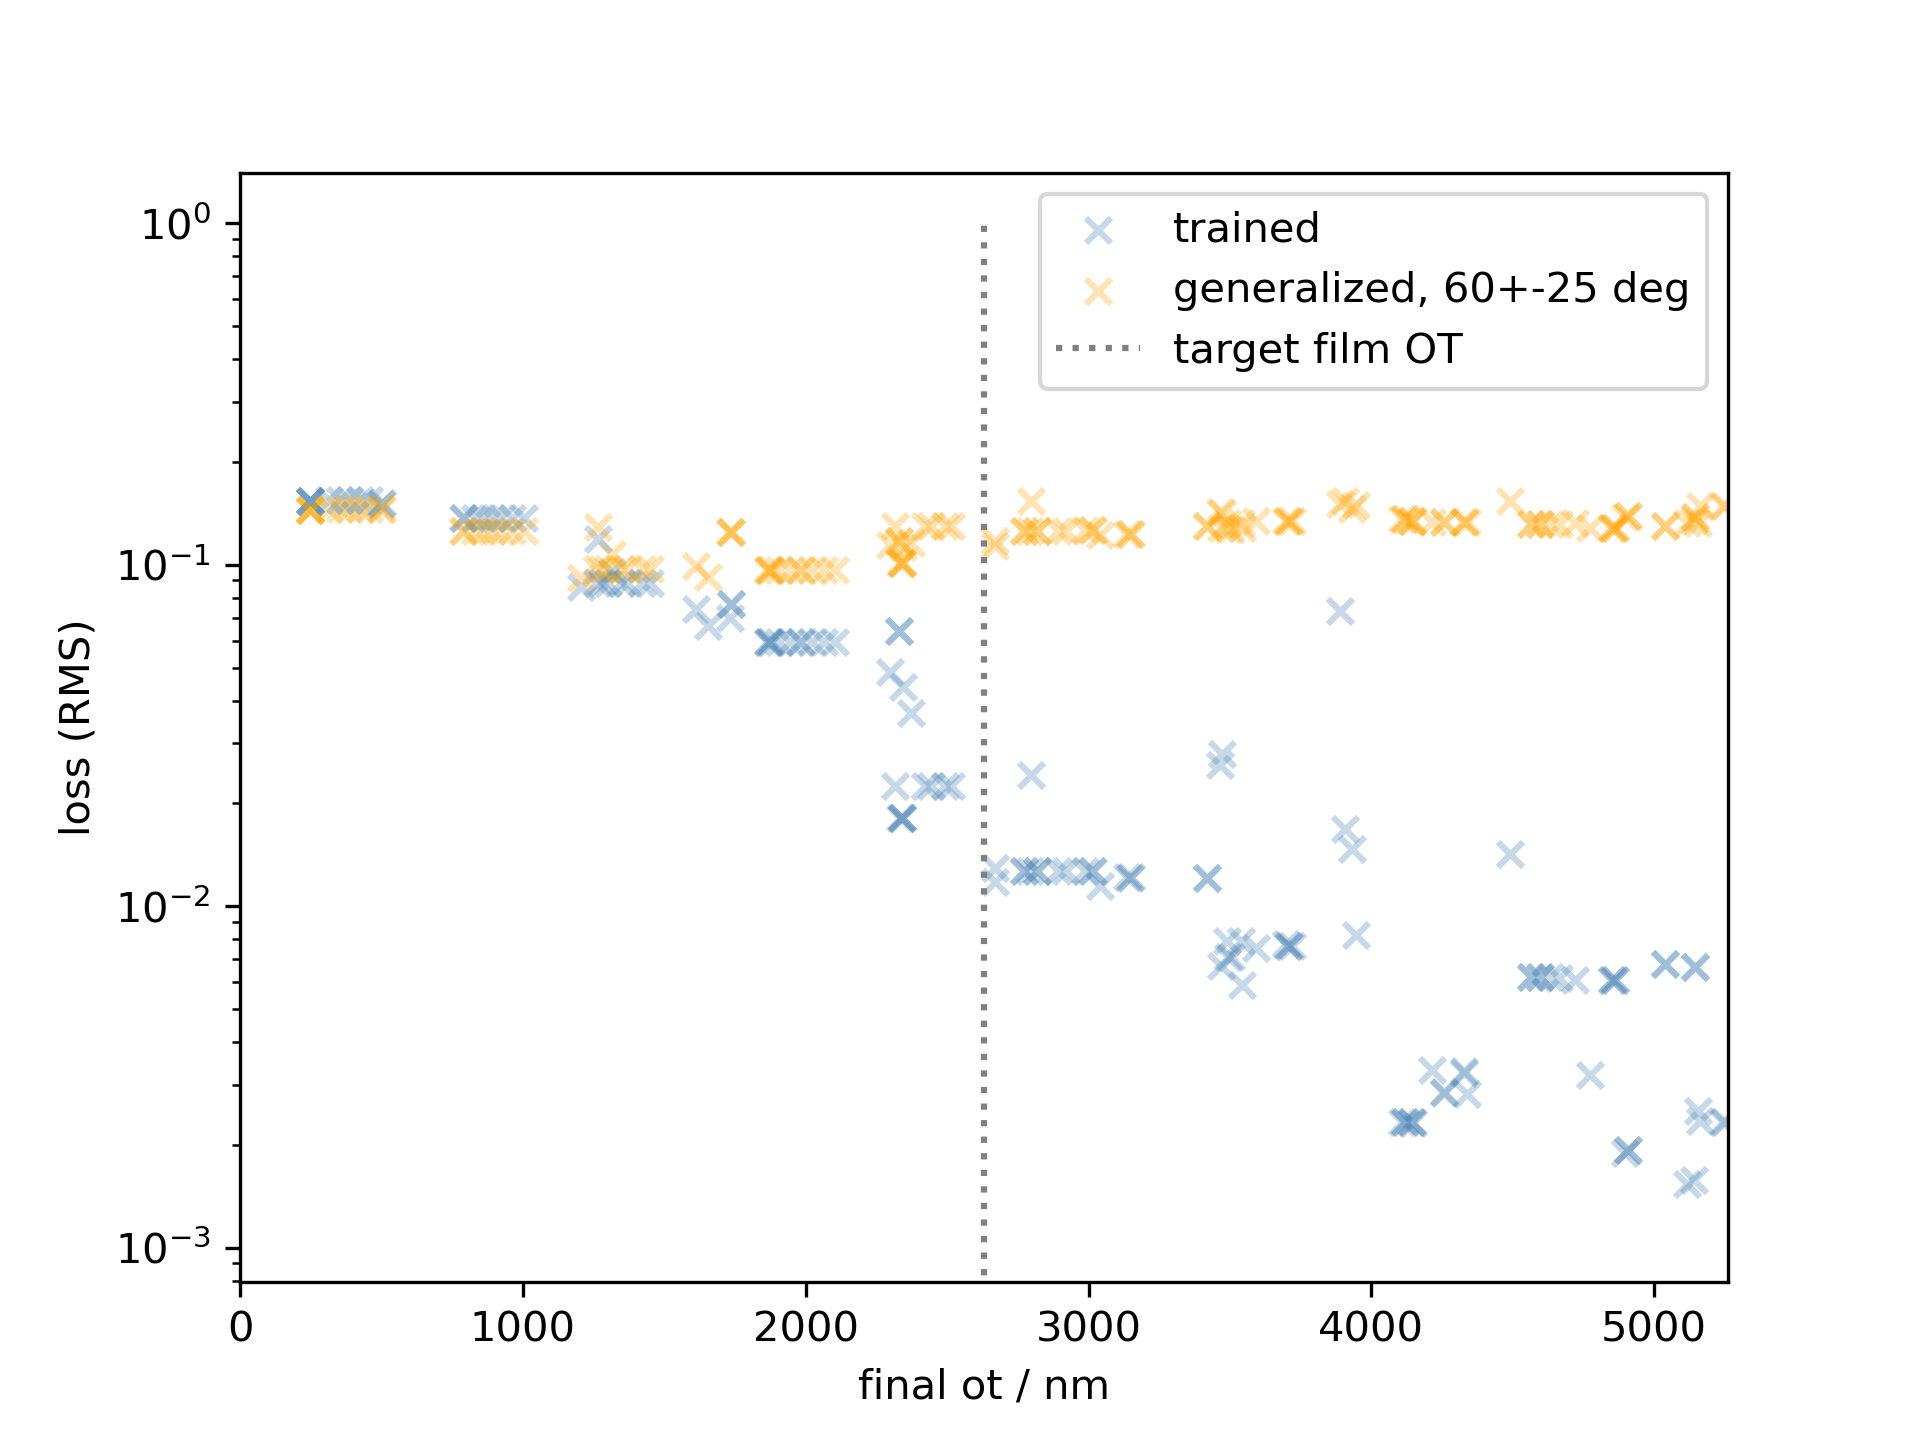 trained
generalized, 60+-25 deg
target film OT
10⁰
10⁻¹
10⁻²
10⁻³
loss (RMS)
0 1000 2000 3000 4000 5000
final ot / nm